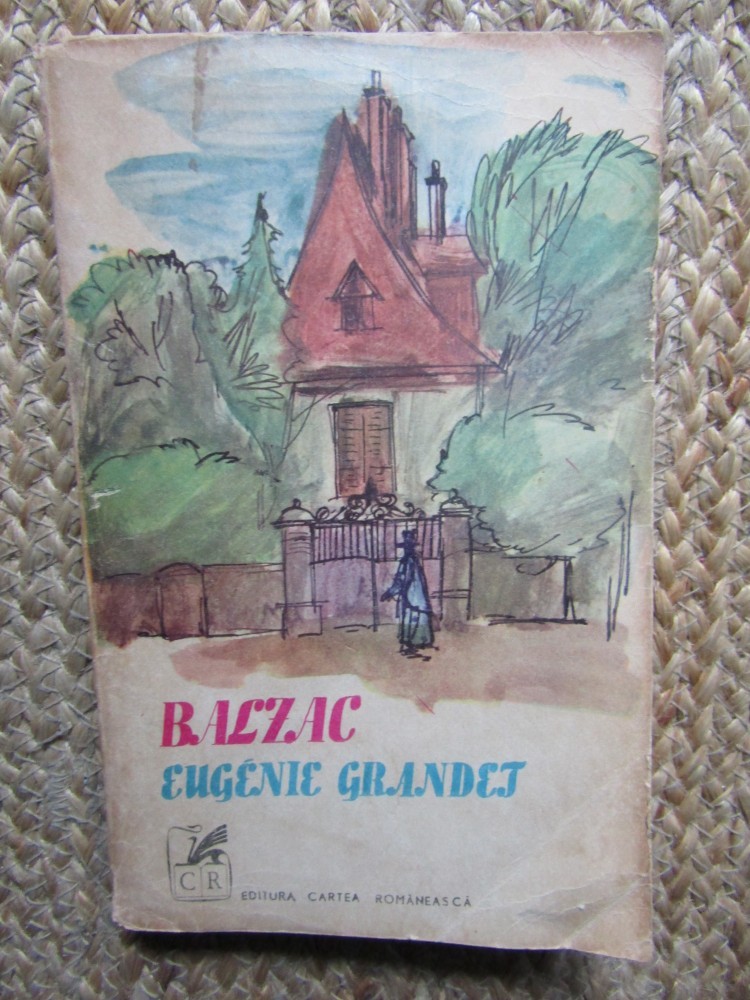 BALZAC
EUGÉNIE GRANDET
CR
EDITURA CARTEA ROMÂNEASCĂ